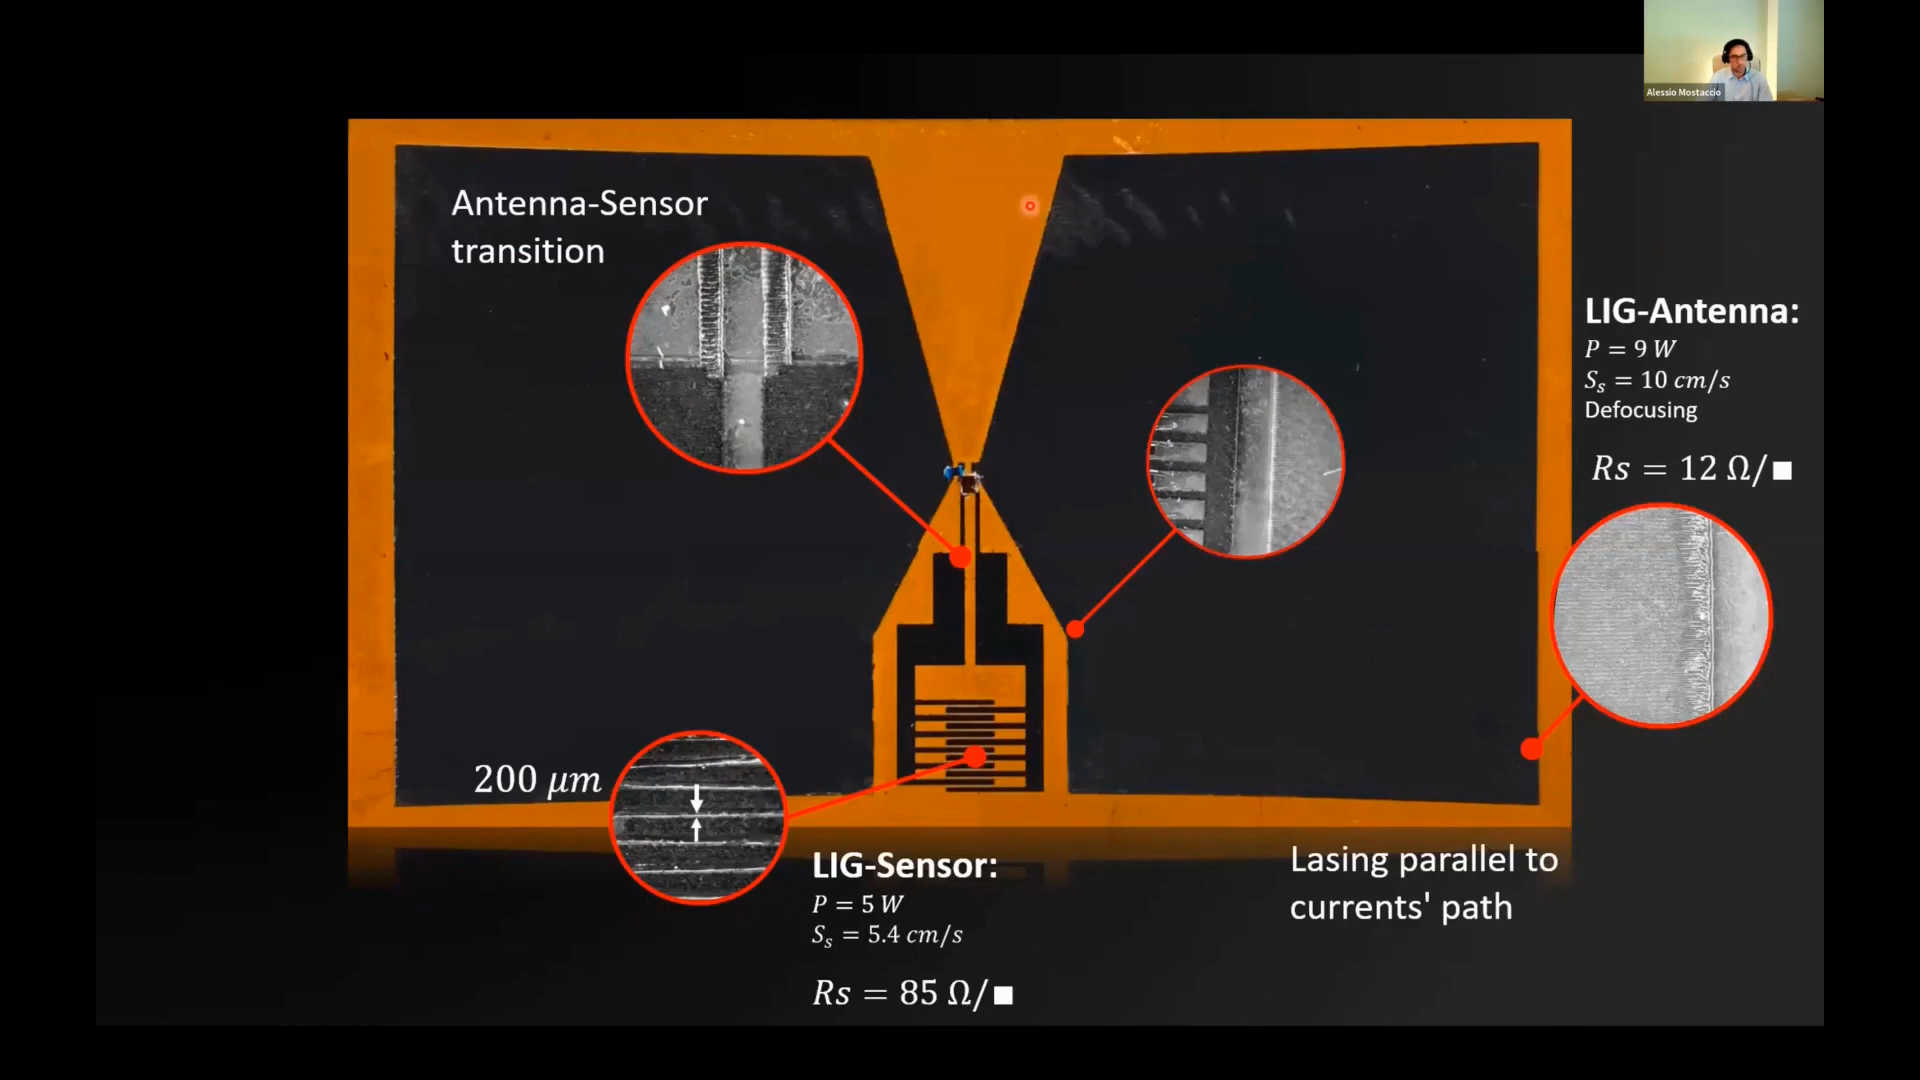 Alessio Mostaccio
Antenna-Sensor
transition
LIG-Antenna:
P = 9 W
Sₛ = 10 cm/s
Defocusing
Rs = 12 Ω/■
200 μm
LIG-Sensor:
P = 5 W
Sₛ = 5.4 cm/s
Rs = 85 Ω/■
Lasing parallel to
currents' path